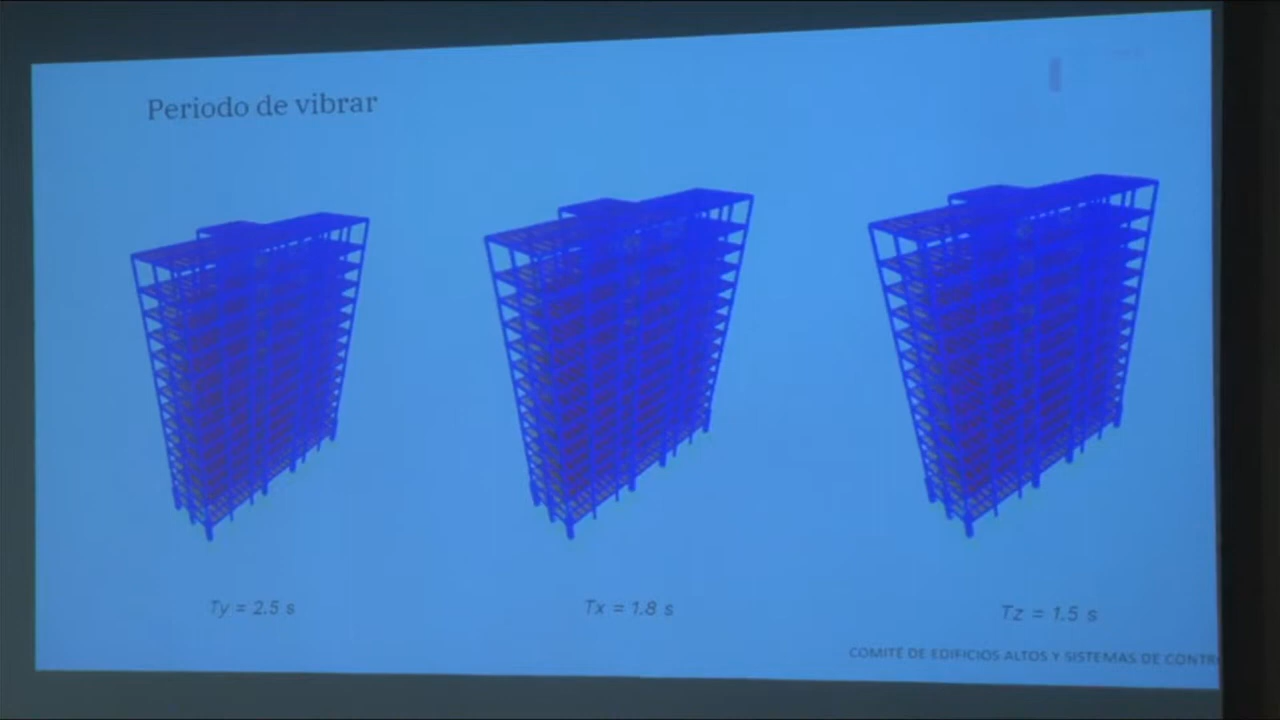 Periodo de vibrar
Ty = 2.5 s
Tx = 1.8 s
Tz = 1.5 s
COMITÉ DE EDIFICIOS ALTOS Y SISTEMAS DE CONTR